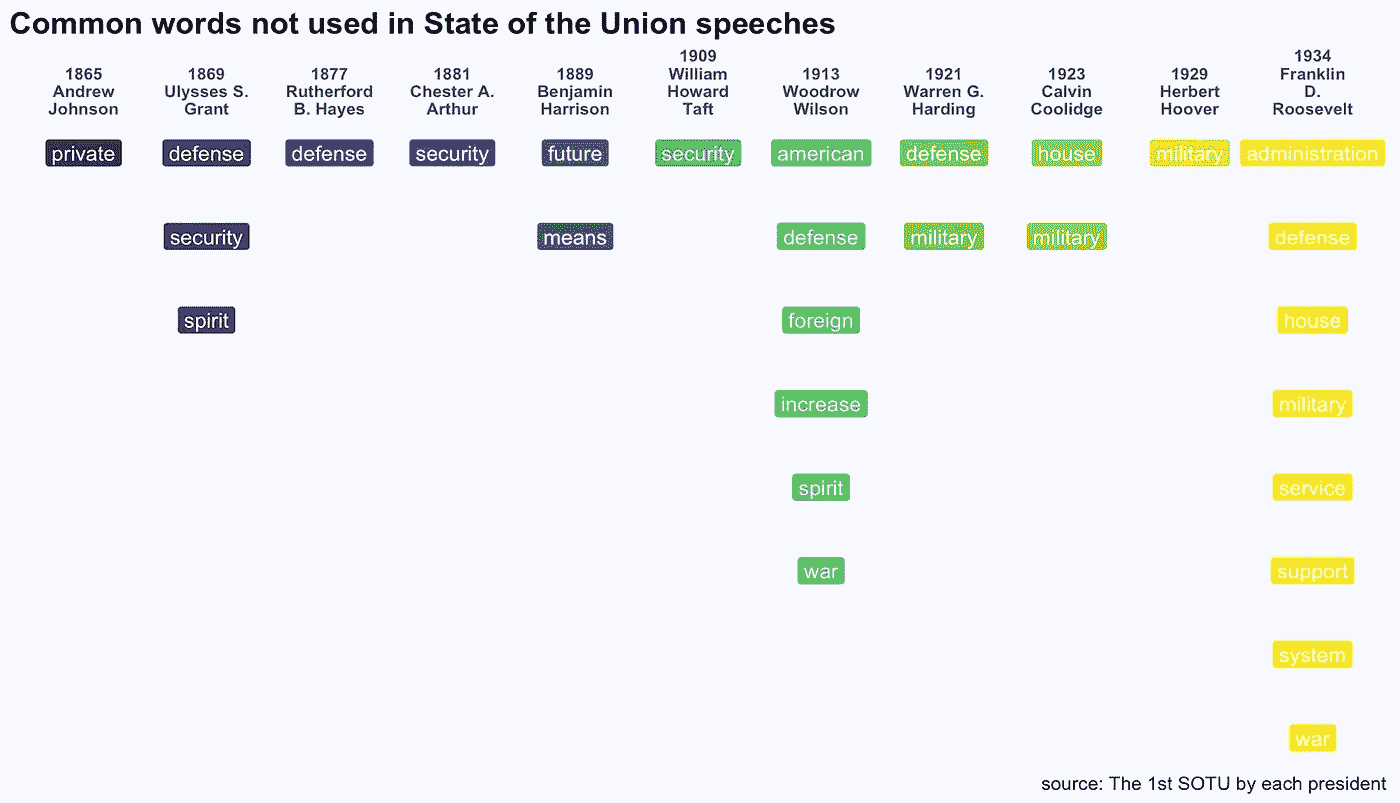 Common words not used in State of the Union speeches
1865
Andrew
Johnson
1869
Ulysses S.
Grant
1877
Rutherford
B. Hayes
1881
Chester A.
Arthur
1889
Benjamin
Harrison
1909
William
Howard
Taft
1913
Woodrow
Wilson
1921
Warren G.
Harding
1923
Calvin
Coolidge
1929
Herbert
Hoover
1934
Franklin
D.
Roosevelt
private defense defense security future security american defense house military administration
security means defense military military defense
spirit foreign house
increase military
spirit service
war support
system
war
source: The 1st SOTU by each president